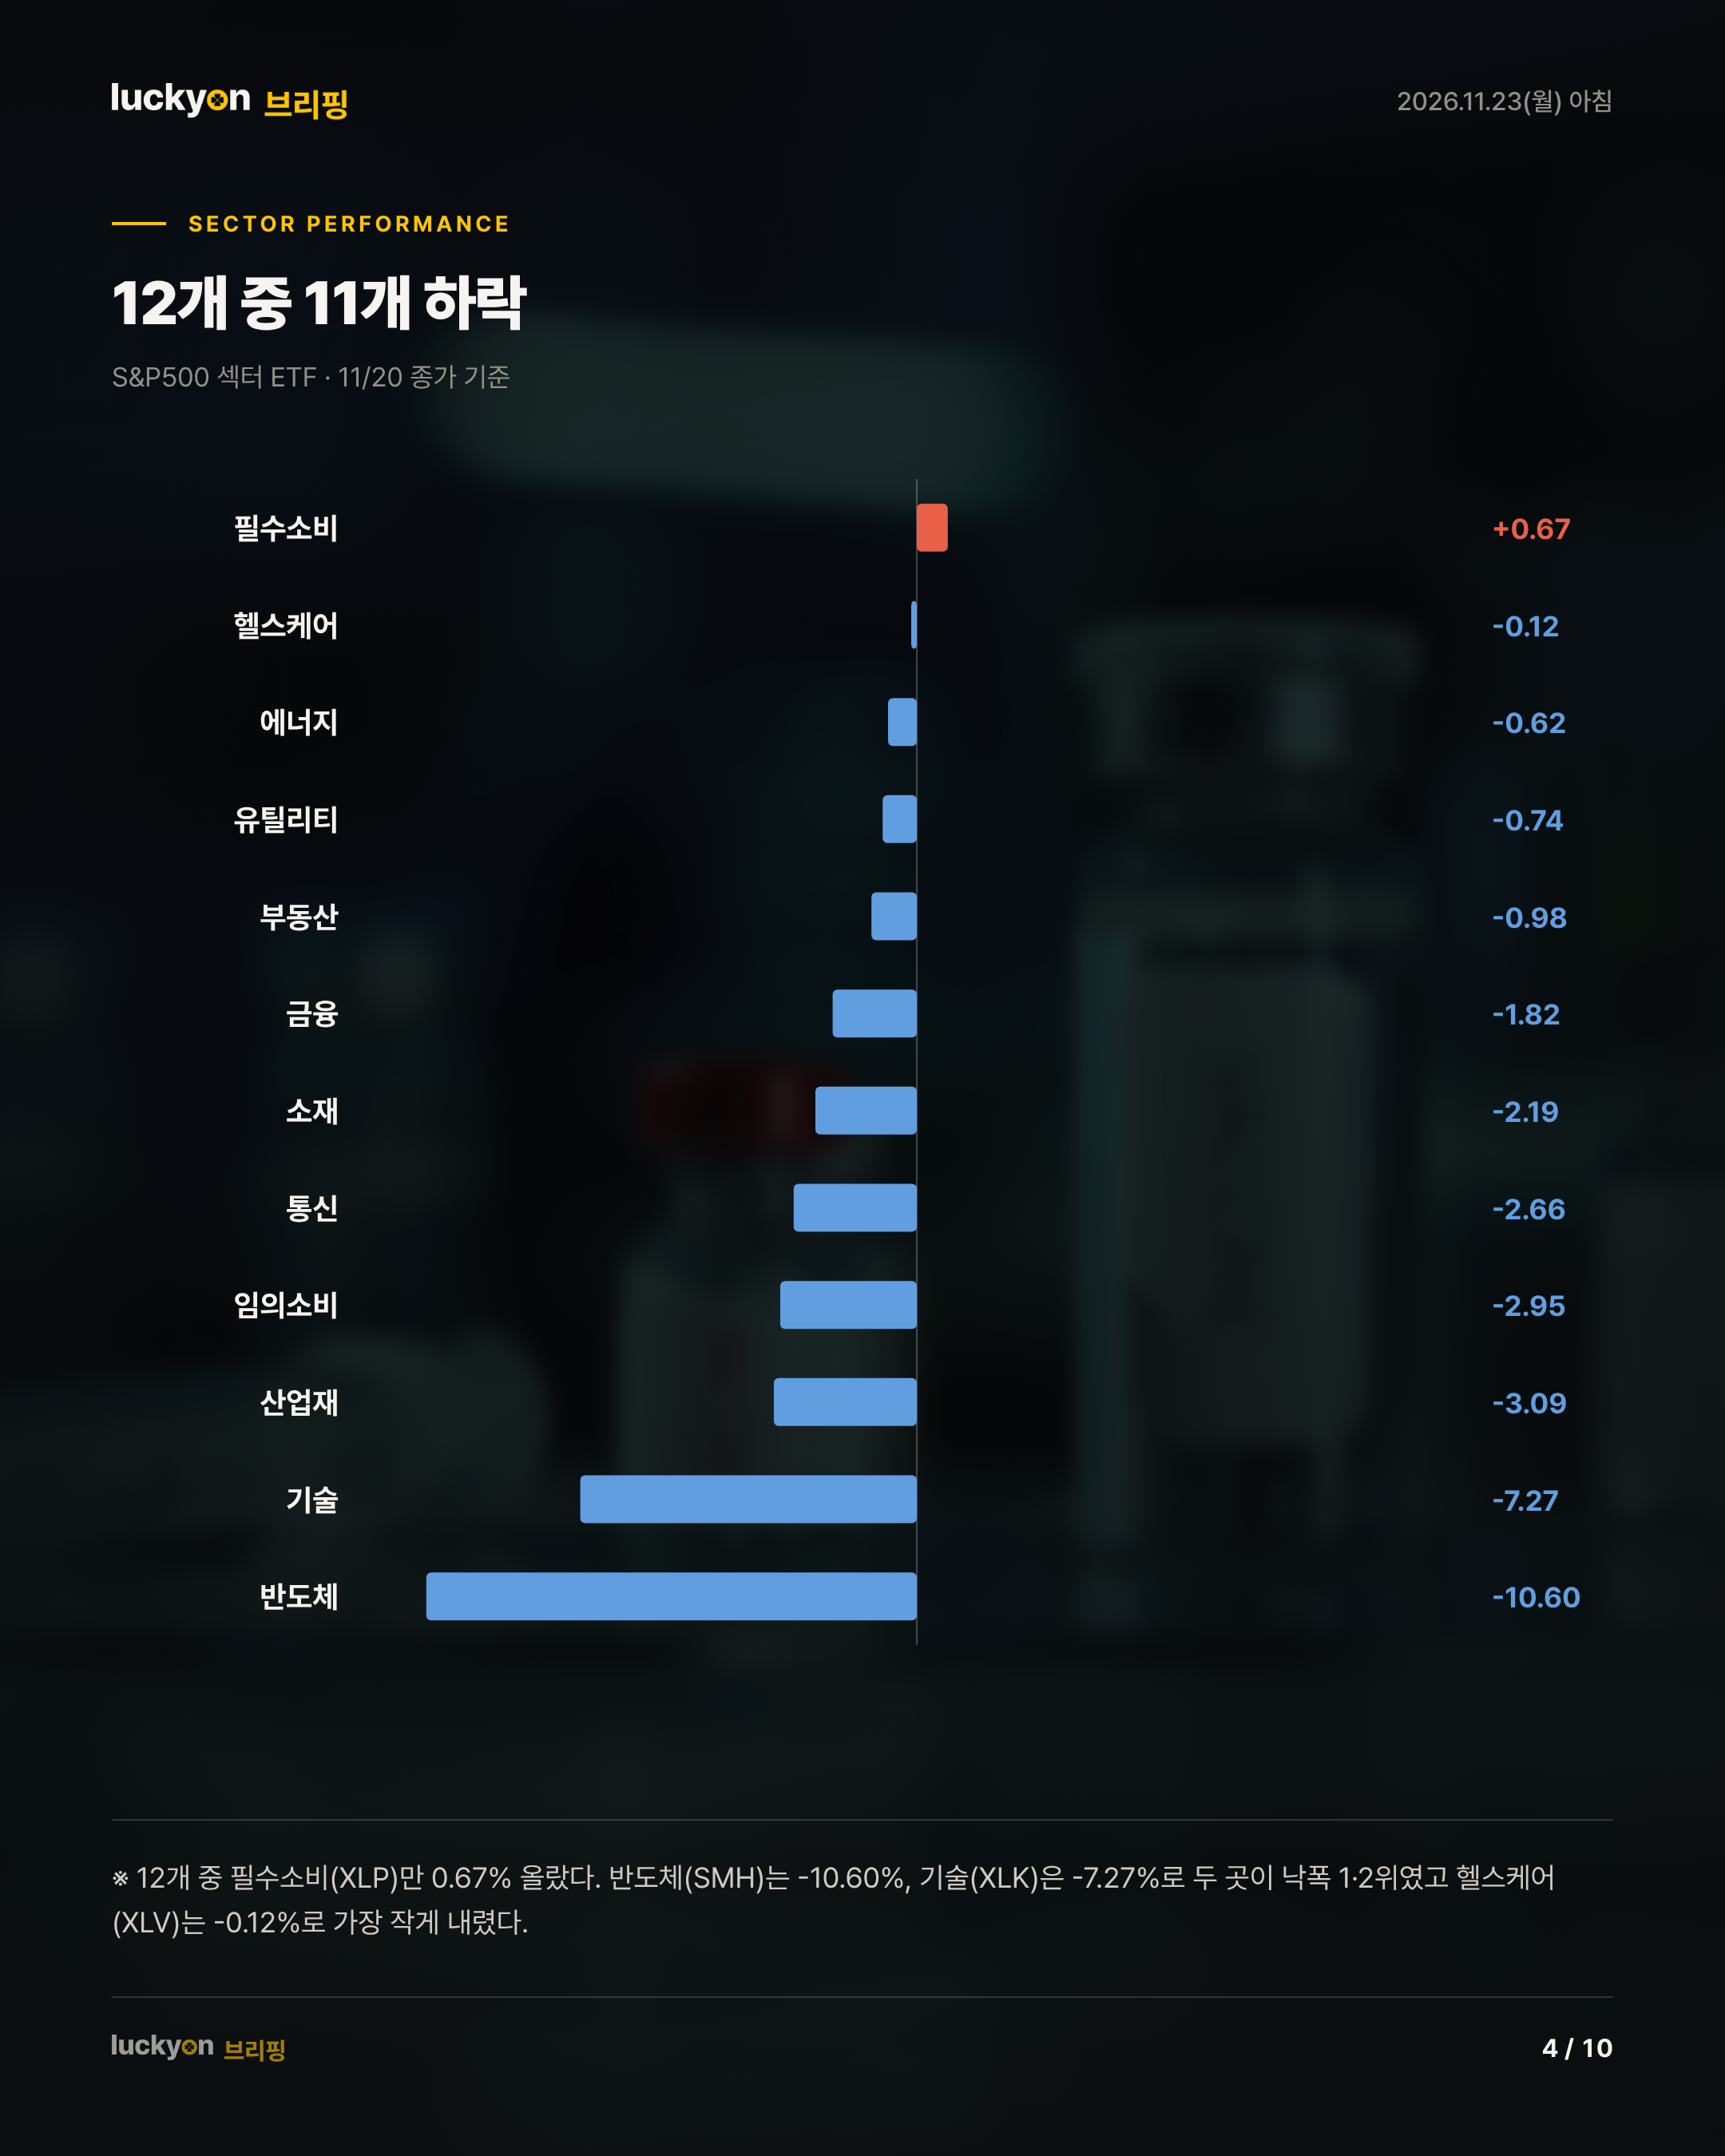 luckyon 브리핑
2026.11.23(월) 아침
SECTOR PERFORMANCE
12개 중 11개 하락
S&P500 섹터 ETF · 11/20 종가 기준
필수소비 +0.67
헬스케어 -0.12
에너지 -0.62
유틸리티 -0.74
부동산 -0.98
금융 -1.82
소재 -2.19
통신 -2.66
임의소비 -2.95
산업재 -3.09
기술 -7.27
반도체 -10.60
※ 12개 중 필수소비(XLP)만 0.67% 올랐다. 반도체(SMH)는 -10.60%, 기술(XLK)은 -7.27%로 두 곳이 낙폭 1·2위였고 헬스케어
(XLV)는 -0.12%로 가장 작게 내렸다.
luckyon 브리핑
4 / 10